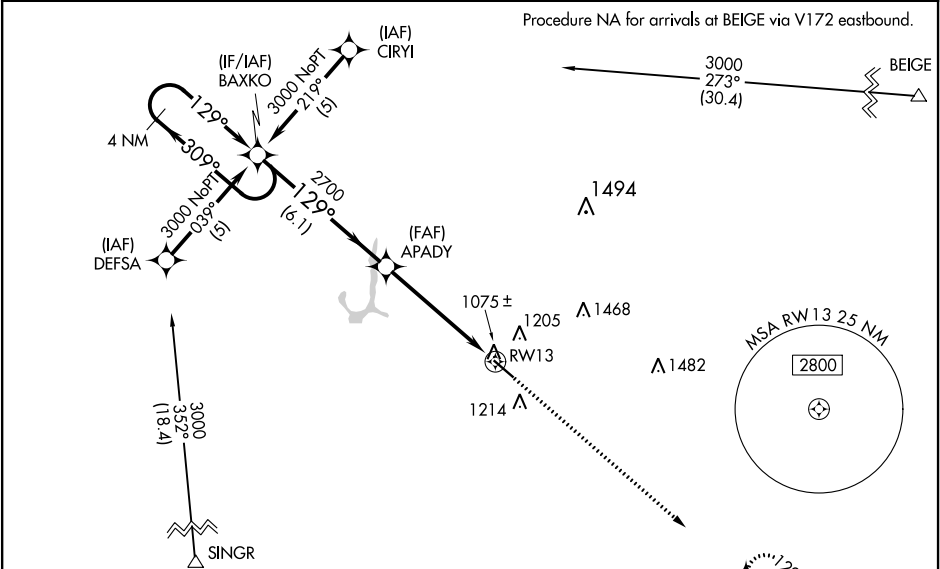 Procedure NA for arrivals at BEIGE via V172 eastbound.
(IAF)
CIRYI
(IF/IAF)
BAXKO
3000 NoPT
219°
(5)
3000
273°
(30.4)
BEIGE
129°
4 NM
309°
3000 NoPT
039°
(5)
2700
129°
(6.1)
1494
(IAF)
DEFSA
(FAF)
APADY
1075 ±
1205
RW13
1468
1482
1214
MSA RW13 25 NM
2800
3000
352°
(18.4)
SINGR